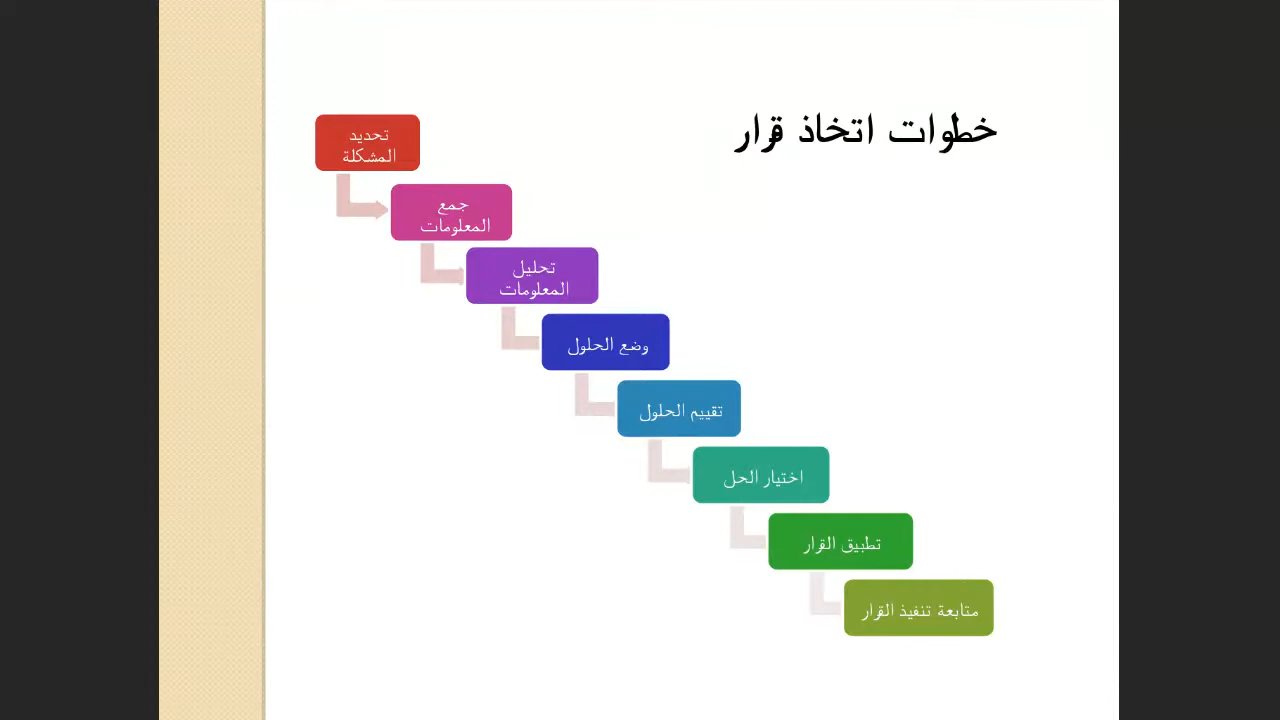 خطوات اتخاذ قرار
تحديد
المشكلة
جمع
المعلومات
تحليل
المعلومات
وضع الحلول
تقييم الحلول
اختيار الحل
تطبيق القرار
متابعة تنفيذ القرار